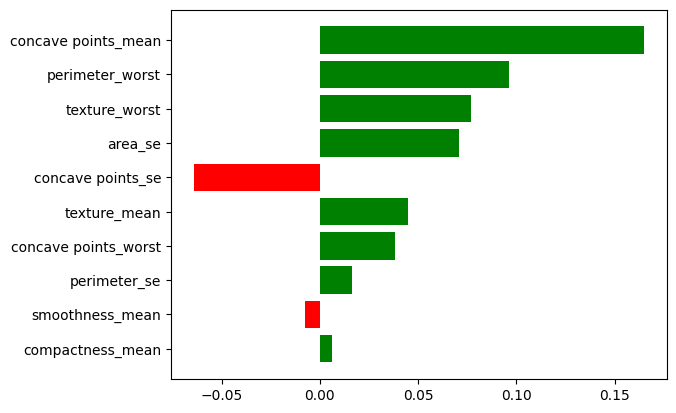 concave points_mean
perimeter_worst
texture_worst
area_se
concave points_se
texture_mean
concave points_worst
perimeter_se
smoothness_mean
compactness_mean
−0.05 0.00 0.05 0.10 0.15